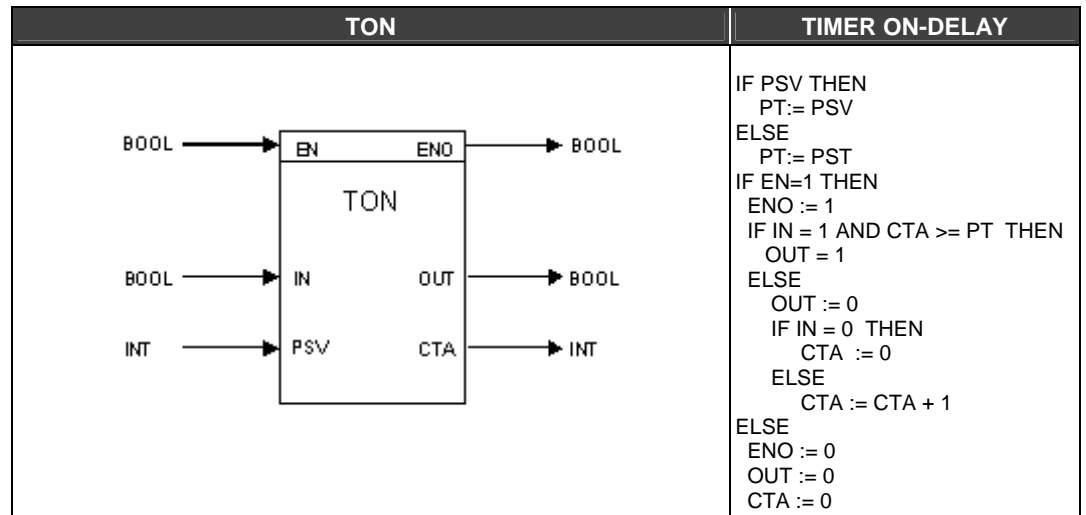 TON TIMER ON-DELAY
BOOL EN ENO BOOL
TON
BOOL IN OUT BOOL
INT PSV CTA INT
IF PSV THEN
PT:= PSV
ELSE
PT:= PST
IF EN=1 THEN
ENO := 1
IF IN = 1 AND CTA >= PT THEN
OUT = 1
ELSE
OUT := 0
IF IN = 0 THEN
CTA := 0
ELSE
CTA := CTA + 1
ELSE
ENO := 0
OUT := 0
CTA := 0